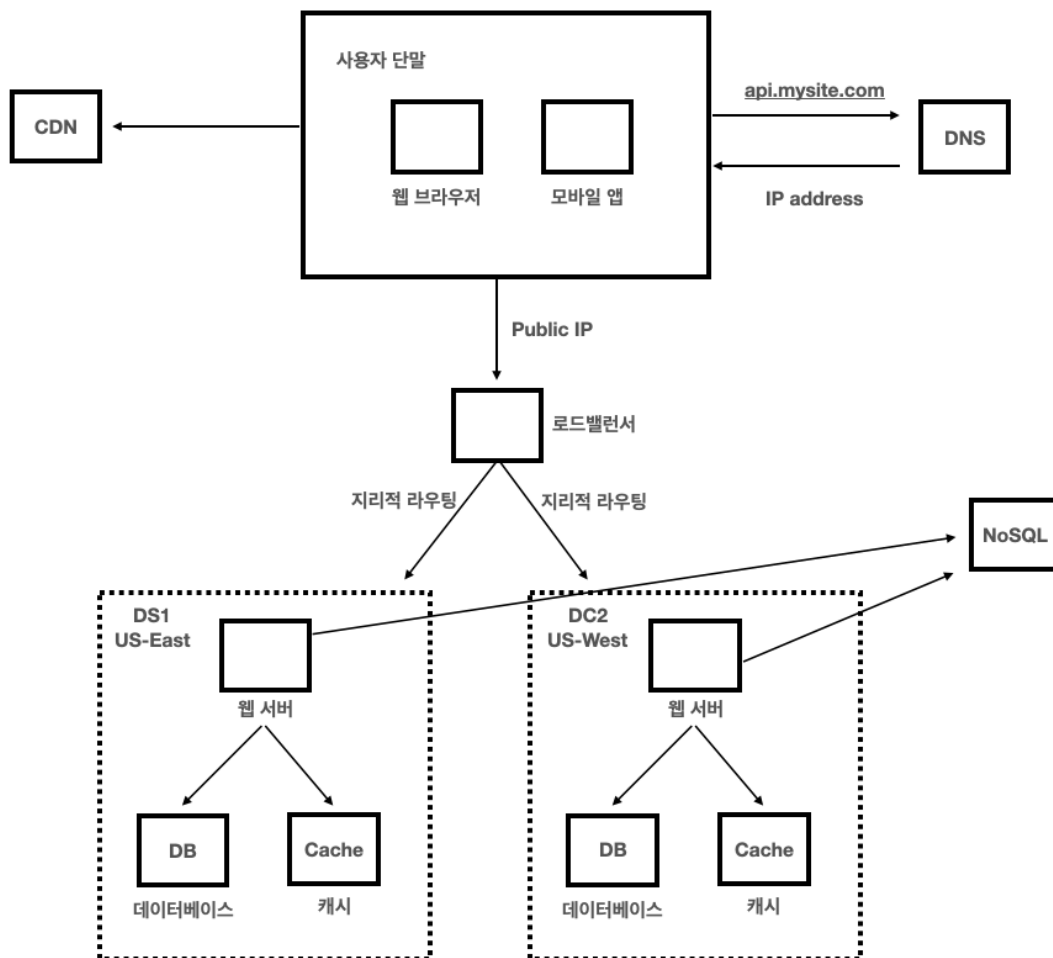 사용자 단말
api.mysite.com
CDN
DNS
웹 브라우저
모바일 앱
IP address
Public IP
로드밸런서
지리적 라우팅
지리적 라우팅
NoSQL
DS1
US-East
DC2
US-West
웹 서버
웹 서버
DB
Cache
DB
Cache
데이터베이스
캐시
데이터베이스
캐시